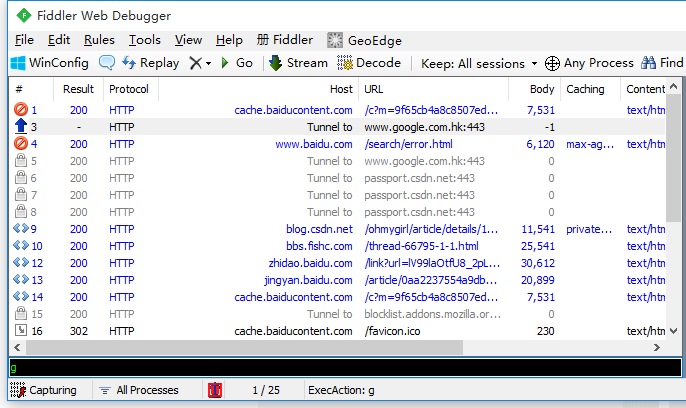 Fiddler Web Debugger
File Edit Rules Tools View Help 册 Fiddler GeoEdge
WinConfig Replay Go Stream Decode Keep: All sessions Any Process Find
# Result Protocol Host URL Body Caching Content
1 200 HTTP cache.baiducontent.com /c?m=9f65cb4a8c8507ed... 7,531 text/htm
3 - HTTP Tunnel to www.google.com.hk:443 -1
4 200 HTTP www.baidu.com /search/error.html 6,120 max-ag... text/htm
5 200 HTTP Tunnel to www.google.com.hk:443 0
6 200 HTTP Tunnel to passport.csdn.net:443 0
7 200 HTTP Tunnel to passport.csdn.net:443 0
8 200 HTTP Tunnel to passport.csdn.net:443 0
9 200 HTTP blog.csdn.net /ohmygirl/article/details/1... 11,541 private... text/htm
10 200 HTTP bbs.fishc.com /thread-66795-1-1.html 25,541 text/htm
12 200 HTTP zhidao.baidu.com /link?url=lV99laOtfU8_2pL... 30,612 text/htm
13 200 HTTP jingyan.baidu.com /article/0aa2237554a9db... 20,899 text/htm
14 200 HTTP cache.baiducontent.com /c?m=9f65cb4a8c8507ed... 7,531 text/htm
15 200 HTTP Tunnel to blocklist.addons.mozilla.or... 0
16 302 HTTP cache.baiducontent.com /favicon.ico 230 text/htm
g
Capturing All Processes 1 / 25 ExecAction: g